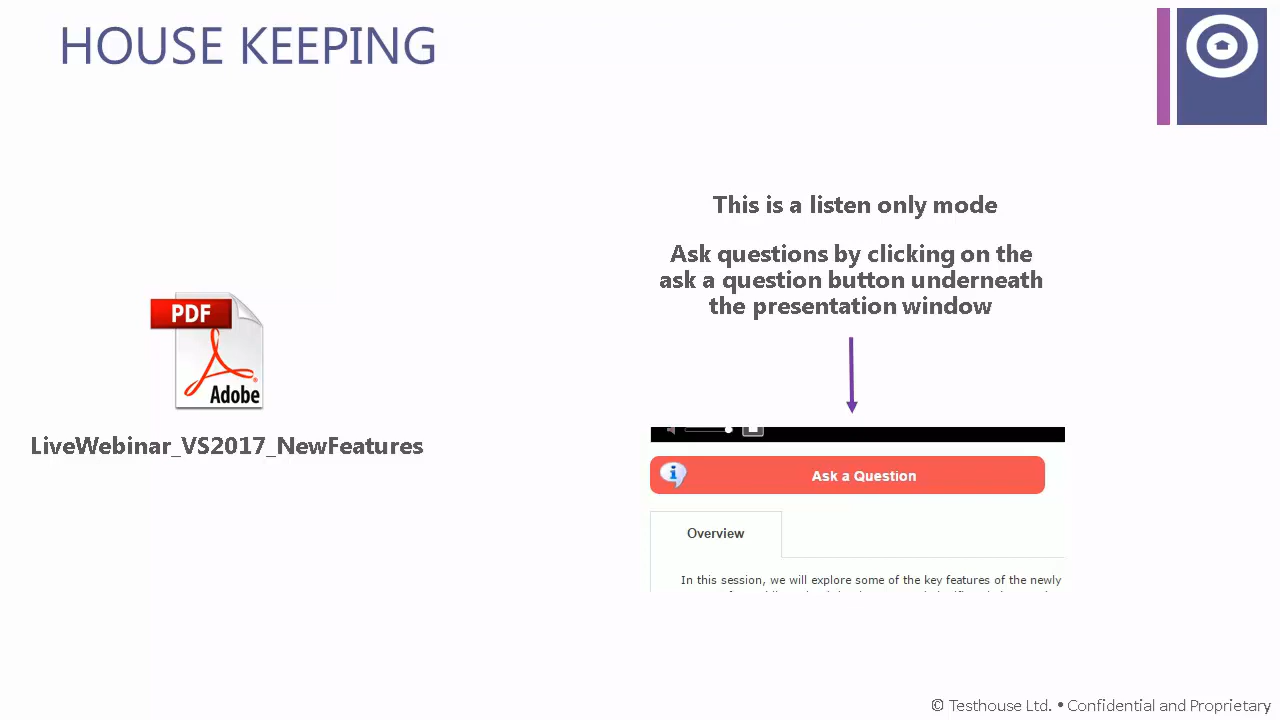 HOUSE KEEPING
This is a listen only mode
Ask questions by clicking on the
ask a question button underneath
the presentation window
PDF
Adobe
LiveWebinar_VS2017_NewFeatures
Ask a Question
Overview
In this session, we will explore some of the key features of the newly
© Testhouse Ltd. • Confidential and Proprietary